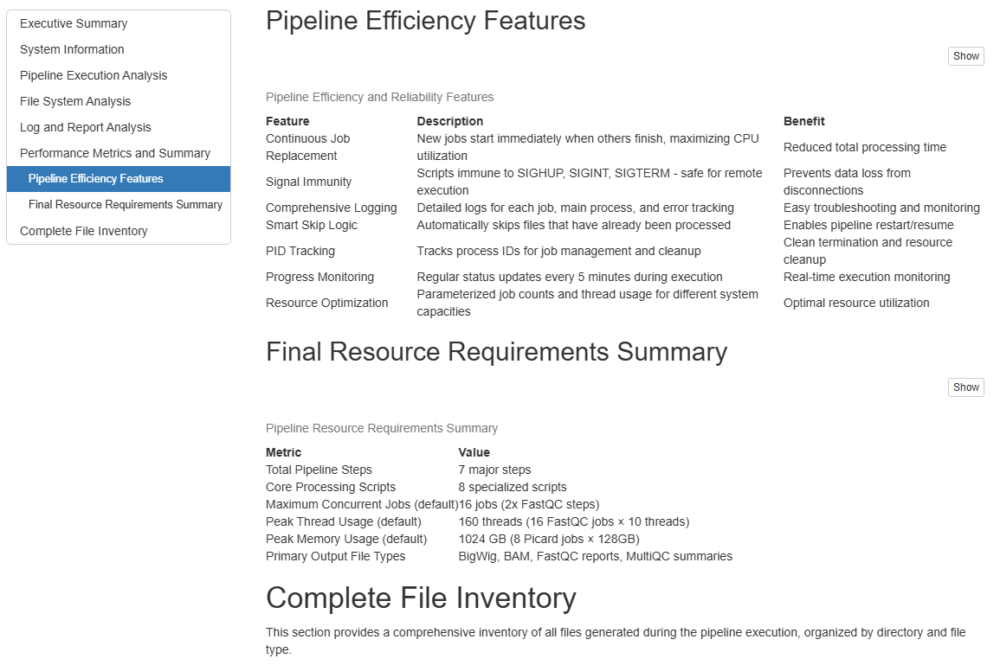 Executive Summary
System Information
Pipeline Execution Analysis
File System Analysis
Log and Report Analysis
Performance Metrics and Summary
Pipeline Efficiency Features
Final Resource Requirements Summary
Complete File Inventory
Pipeline Efficiency Features
Show
Pipeline Efficiency and Reliability Features
Feature Description Benefit
Continuous Job
Replacement
New jobs start immediately when others finish, maximizing CPU
utilization
Reduced total processing time
Signal Immunity
Scripts immune to SIGHUP, SIGINT, SIGTERM - safe for remote
execution
Prevents data loss from
disconnections
Comprehensive Logging Detailed logs for each job, main process, and error tracking Easy troubleshooting and monitoring
Smart Skip Logic Automatically skips files that have already been processed Enables pipeline restart/resume
PID Tracking Tracks process IDs for job management and cleanup
Clean termination and resource
cleanup
Progress Monitoring Regular status updates every 5 minutes during execution Real-time execution monitoring
Resource Optimization
Parameterized job counts and thread usage for different system
capacities
Optimal resource utilization
Final Resource Requirements Summary
Show
Pipeline Resource Requirements Summary
Metric Value
Total Pipeline Steps 7 major steps
Core Processing Scripts 8 specialized scripts
Maximum Concurrent Jobs (default) 16 jobs (2x FastQC steps)
Peak Thread Usage (default) 160 threads (16 FastQC jobs × 10 threads)
Peak Memory Usage (default) 1024 GB (8 Picard jobs × 128GB)
Primary Output File Types BigWig, BAM, FastQC reports, MultiQC summaries
Complete File Inventory
This section provides a comprehensive inventory of all files generated during the pipeline execution, organized by directory and file
type.